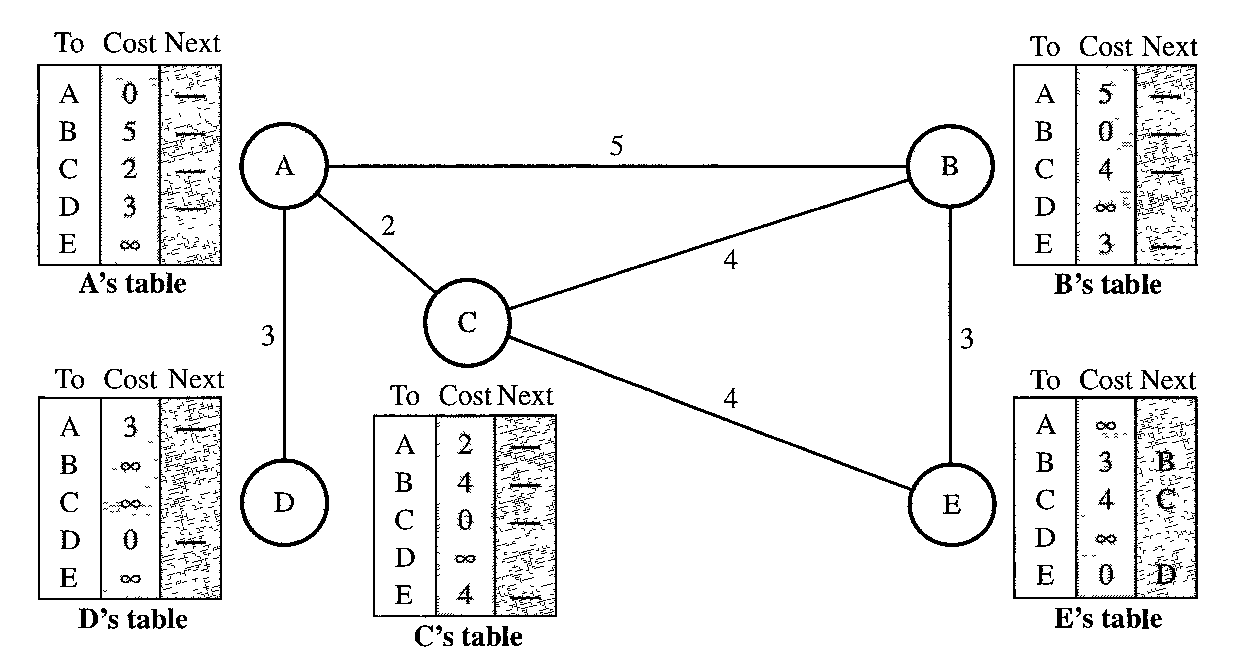 To Cost Next
A 0 —
B 5 —
C 2 —
D 3 —
E ∞
A's table
To Cost Next
A 5 —
B 0 —
C 4 —
D ∞
E 3 —
B's table
A
5
B
2
4
C
3
3
4
D
E
To Cost Next
A 3 —
B ∞
C ∞
D 0 —
E ∞
D's table
To Cost Next
A 2 —
B 4 —
C 0 —
D ∞
E 4 —
C's table
To Cost Next
A ∞
B 3 B
C 4 C
D ∞
E 0 D
E's table